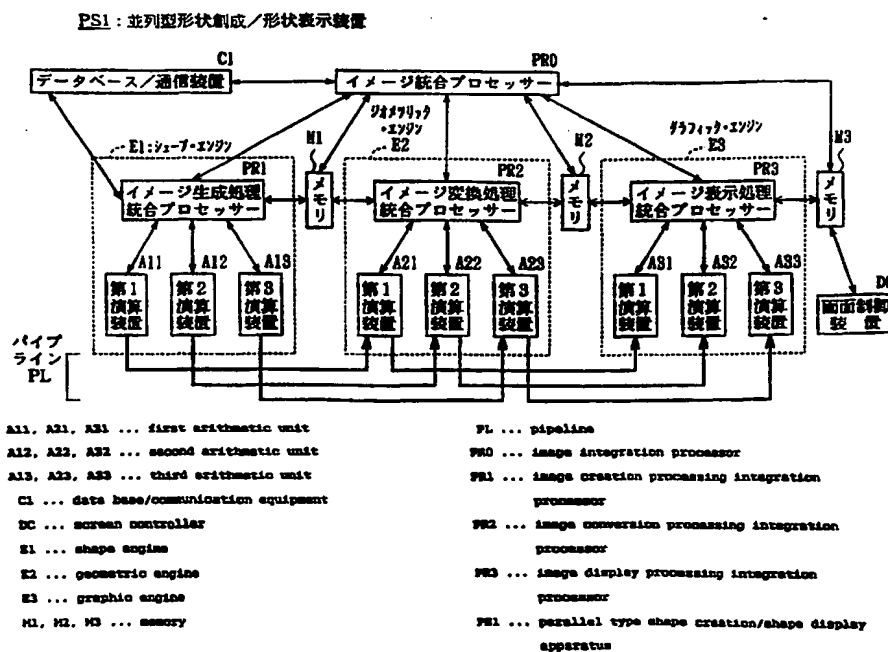 PS1：並列型形状創成／形状表示装置
C1
データベース／通信装置
PR0
イメージ統合プロセッサー
E1:シェープ・エンジン
M1
メモリ
ジオメトリック・エンジン
E2
M2
メモリ
グラフィック・エンジン
E3
M3
メモリ
PR1
イメージ生成処理
統合プロセッサー
PR2
イメージ変換処理
統合プロセッサー
PR3
イメージ表示処理
統合プロセッサー
A11
第1演算装置
A12
第2演算装置
A13
第3演算装置
A21
第1演算装置
A22
第2演算装置
A23
第3演算装置
A31
第1演算装置
A32
第2演算装置
A33
第3演算装置
画面制御
装置
パイプ
ライン
PL
A11, A21, A31 ... first arithmetic unit
A12, A22, A32 ... second arithmetic unit
A13, A23, A33 ... third arithmetic unit
C1 ... data base/communication equipment
DC ... screen controller
E1 ... shape engine
E2 ... geometric engine
E3 ... graphic engine
M1, M2, M3 ... memory
PL ... pipeline
PR0 ... image integration processor
PR1 ... image creation processing integration
processor
PR2 ... image conversion processing integration
processor
PR3 ... image display processing integration
processor
PS1 ... parallel type shape creation/shape display
apparatus